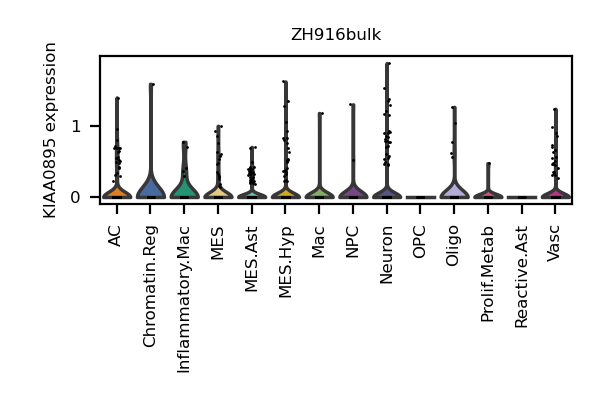 ZH916bulk
KIAA0895 expression
1
0
AC
Chromatin.Reg
Inflammatory.Mac
MES
MES.Ast
MES.Hyp
Mac
NPC
Neuron
OPC
Oligo
Prolif.Metab
Reactive.Ast
Vasc